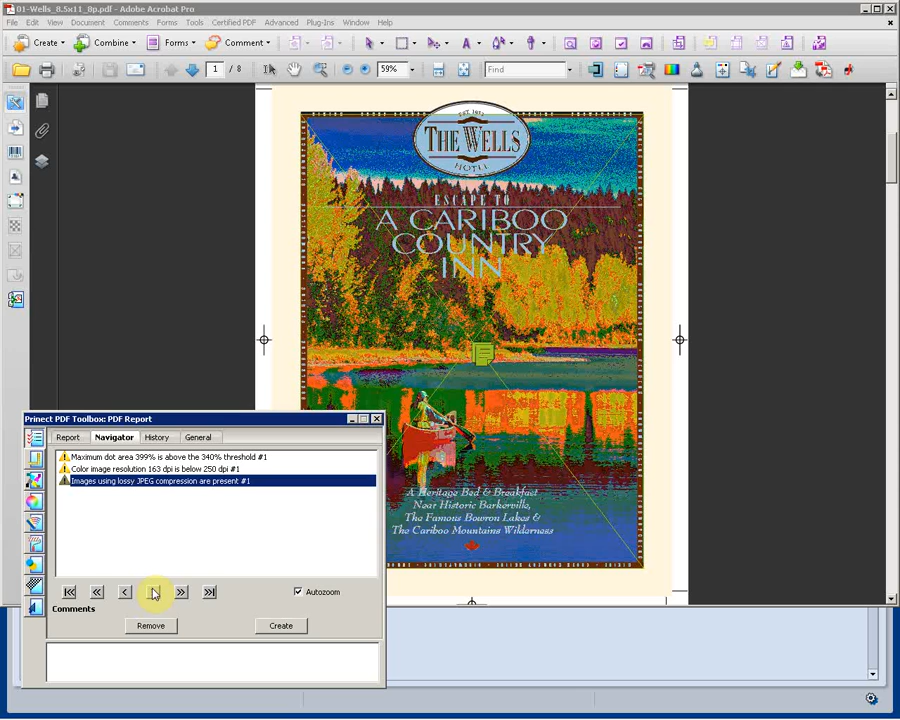 01-Wells_8.5x11_8p.pdf - Adobe Acrobat Pro
File Edit View Document Comments Forms Tools Certified PDF Advanced Plug-Ins Window Help
Create Combine Forms Comment
1 / 8 59% Find
EST. 1912
THE WELLS
HOTEL
ESCAPE TO
A CARIBOO
COUNTRY
INN
A Heritage Bed & Breakfast
Near Historic Barkerville,
The Famous Bowron Lakes &
The Cariboo Mountains Wilderness
Prinect PDF Toolbox: PDF Report
Report Navigator History General
Maximum dot area 399% is above the 340% threshold #1
Color image resolution 163 dpi is below 250 dpi #1
Images using lossy JPEG compression are present #1
Autozoom
Comments
Remove Create